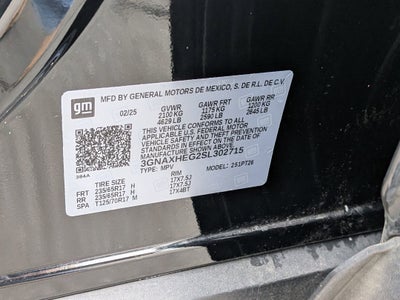 gm
MFD BY GENERAL MOTORS DE MEXICO, S. DE R.L. DE C.V.
02/25 GVWR GAWR FRT GAWR RR
2100 KG 1175 KG 1200 KG
4629 LB 2590 LB 2645 LB
THIS VEHICLE CONFORMS TO ALL
APPLICABLE U.S. FEDERAL MOTOR
VEHICLE SAFETY AND THEFT
PREVENTION STANDARDS IN
EFFECT ON THE DATE OF
MANUFACTURE SHOWN ABOVE.
3GNAXHEG2SL302715
TYPE: MPV MODEL: 2S1PT26
384A
TIRE SIZE RIM
FRT 235/65R17 H 17X7.5J
RR 235/65R17 H 17X7.5J
SPA T125/70R17 M 17X4BT